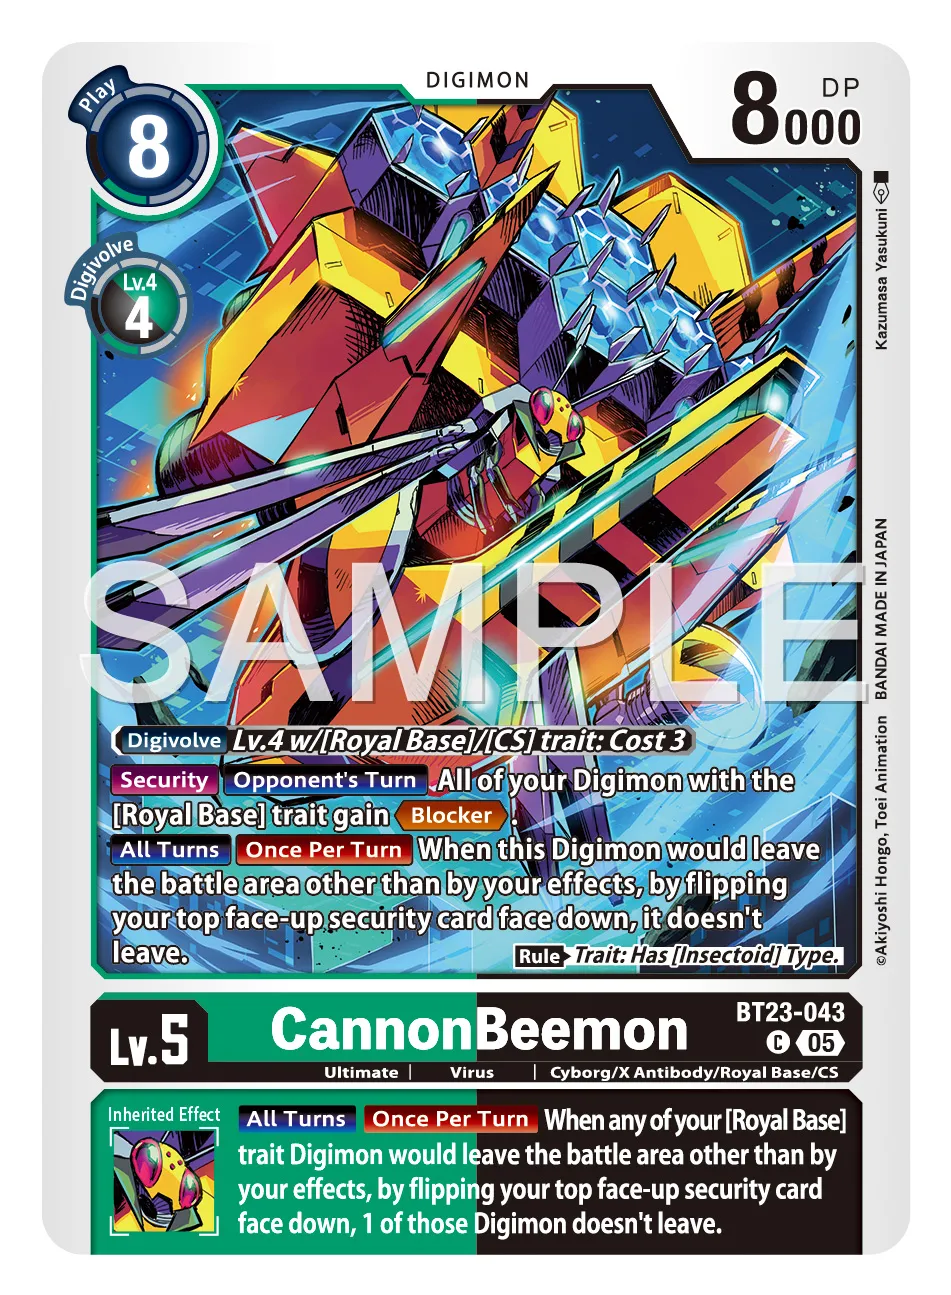 DIGIMON
Play
8
DP
8000
Digivolve
Lv.4
4
Kazumasa Yasukuni
BANDAI MADE IN JAPAN
©Akiyoshi Hongo, Toei Animation
SAMPLE
Digivolve Lv.4 w/[Royal Base]/[CS] trait: Cost 3
Security Opponent's Turn All of your Digimon with the
[Royal Base] trait gain Blocker.
All Turns Once Per Turn When this Digimon would leave
the battle area other than by your effects, by flipping
your top face-up security card face down, it doesn't
leave.
Rule Trait: Has [Insectoid] Type.
Lv.5
CannonBeemon
BT23-043
C 05
Ultimate | Virus | Cyborg/X Antibody/Royal Base/CS
Inherited Effect
All Turns Once Per Turn When any of your [Royal Base]
trait Digimon would leave the battle area other than by
your effects, by flipping your top face-up security card
face down, 1 of those Digimon doesn't leave.